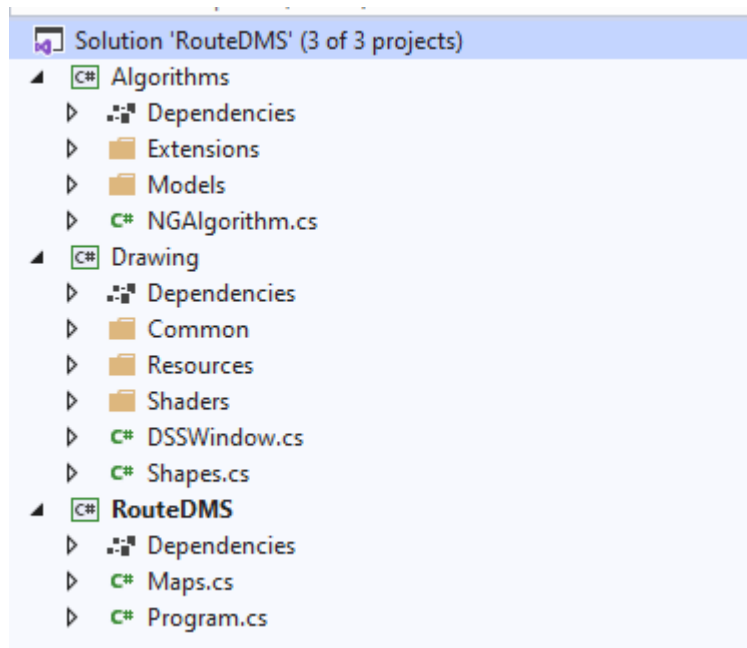 Solution 'RouteDMS' (3 of 3 projects)
C# Algorithms
Dependencies
Extensions
Models
C# NGAlgorithm.cs
C# Drawing
Dependencies
Common
Resources
Shaders
C# DSSWindow.cs
C# Shapes.cs
C# RouteDMS
Dependencies
C# Maps.cs
C# Program.cs